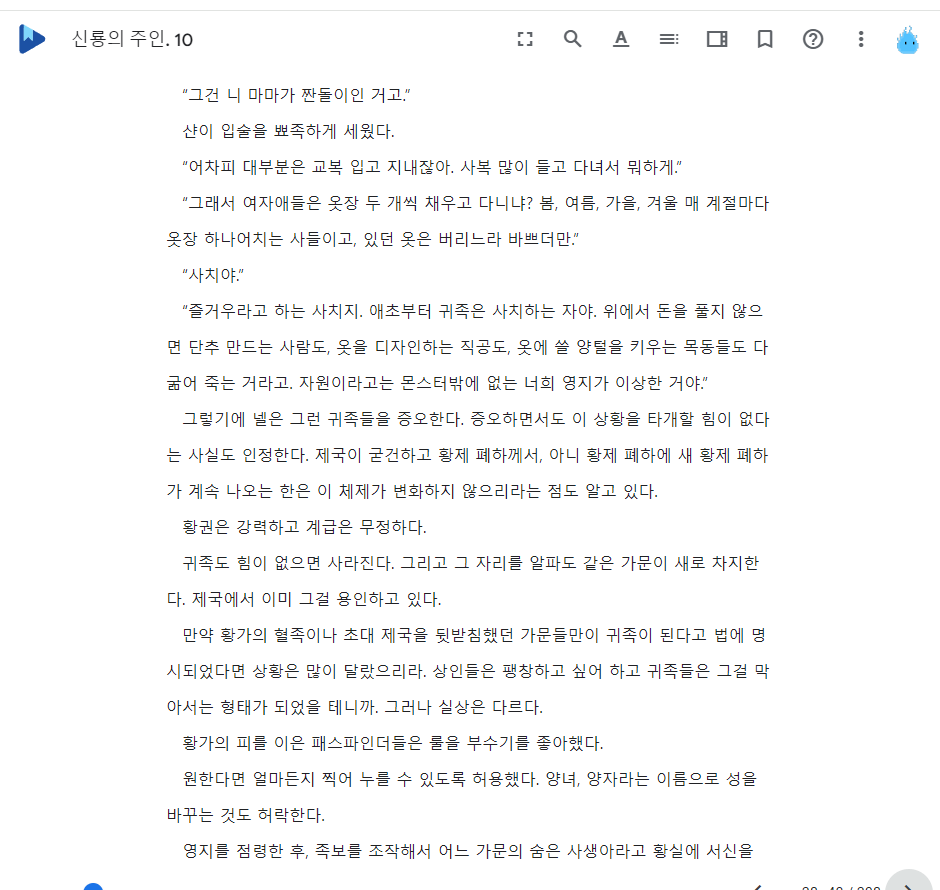 신룡의 주인. 10
“그건 니 마마가 짠돌이인 거고.”
샨이 입술을 뾰족하게 세웠다.
“어차피 대부분은 교복 입고 지내잖아. 사복 많이 들고 다녀서 뭐하게.”
“그래서 여자애들은 옷장 두 개씩 채우고 다니냐? 봄, 여름, 가을, 겨울 매 계절마다
옷장 하나어치는 사들이고, 있던 옷은 버리느라 바쁘더만.”
“사치야.”
“즐거우라고 하는 사치지. 애초부터 귀족은 사치하는 자야. 위에서 돈을 풀지 않으
면 단추 만드는 사람도, 옷을 디자인하는 직공도, 옷에 쓸 양털을 키우는 목동들도 다
굶어 죽는 거라고. 자원이라고는 몬스터밖에 없는 너희 영지가 이상한 거야.”
그렇기에 넬은 그런 귀족들을 증오한다. 증오하면서도 이 상황을 타개할 힘이 없다
는 사실도 인정한다. 제국이 굳건하고 황제 폐하께서, 아니 황제 폐하에 새 황제 폐하
가 계속 나오는 한은 이 체제가 변화하지 않으리라는 점도 알고 있다.
황권은 강력하고 계급은 무정하다.
귀족도 힘이 없으면 사라진다. 그리고 그 자리를 알파도 같은 가문이 새로 차지한
다. 제국에서 이미 그걸 용인하고 있다.
만약 황가의 혈족이나 초대 제국을 뒷받침했던 가문들만이 귀족이 된다고 법에 명
시되었다면 상황은 많이 달랐으리라. 상인들은 팽창하고 싶어 하고 귀족들은 그걸 막
아서는 형태가 되었을 테니까. 그러나 실상은 다르다.
황가의 피를 이은 패스파인더들은 룰을 부수기를 좋아했다.
원한다면 얼마든지 찍어 누를 수 있도록 허용했다. 양녀, 양자라는 이름으로 성을
바꾸는 것도 허락한다.
영지를 점령한 후, 족보를 조작해서 어느 가문의 숨은 사생아라고 황실에 서신을